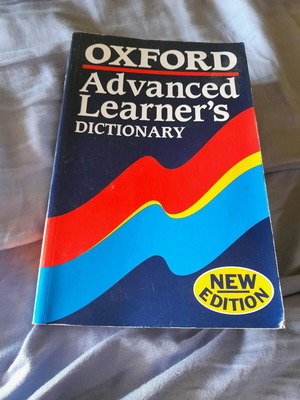 OXFORD
Advanced
Learner's
DICTIONARY
NEW
EDITION